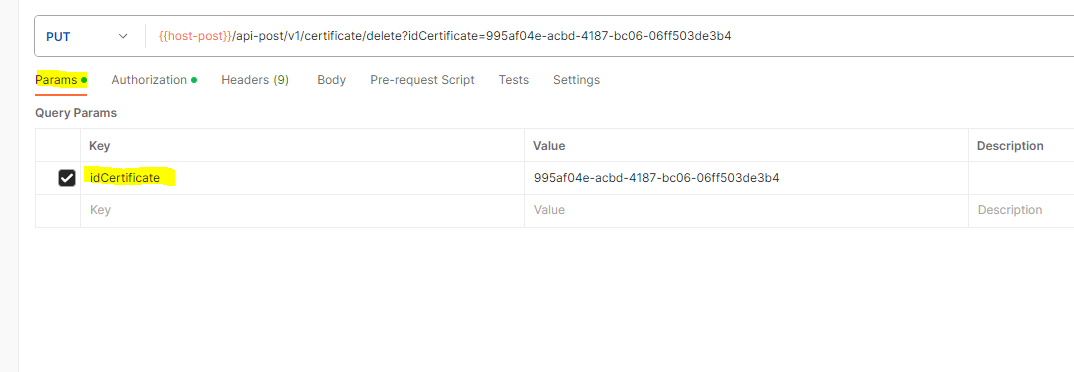 PUT {{host-post}}/api-post/v1/certificate/delete?idCertificate=995af04e-acbd-4187-bc06-06ff503de3b4
Params Authorization Headers (9) Body Pre-request Script Tests Settings
Query Params
Key Value Description
idCertificate 995af04e-acbd-4187-bc06-06ff503de3b4
Key Value Description